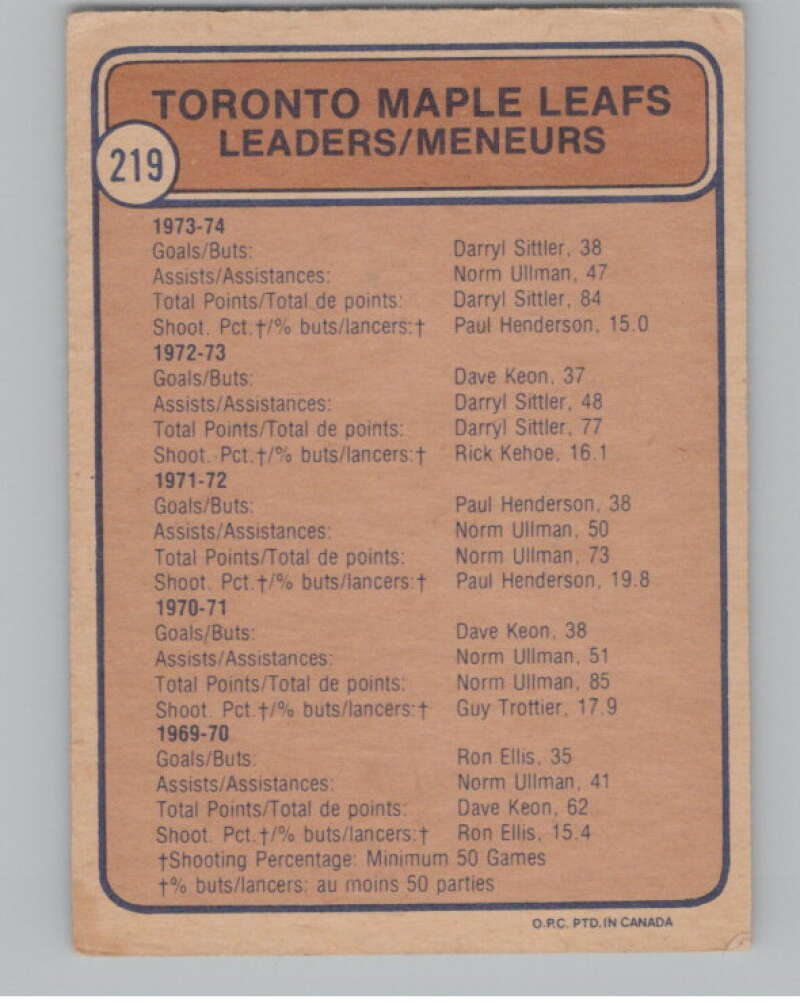 TORONTO MAPLE LEAFS
LEADERS/MENEURS
219
1973-74
Goals/Buts: Darryl Sittler, 38
Assists/Assistances: Norm Ullman, 47
Total Points/Total de points: Darryl Sittler, 84
Shoot. Pct.†/% buts/lancers:† Paul Henderson, 15.0
1972-73
Goals/Buts: Dave Keon, 37
Assists/Assistances: Darryl Sittler, 48
Total Points/Total de points: Darryl Sittler, 77
Shoot. Pct.†/% buts/lancers:† Rick Kehoe, 16.1
1971-72
Goals/Buts: Paul Henderson, 38
Assists/Assistances: Norm Ullman, 50
Total Points/Total de points: Norm Ullman, 73
Shoot. Pct.†/% buts/lancers:† Paul Henderson, 19.8
1970-71
Goals/Buts: Dave Keon, 38
Assists/Assistances: Norm Ullman, 51
Total Points/Total de points: Norm Ullman, 85
Shoot. Pct.†/% buts/lancers:† Guy Trottier, 17.9
1969-70
Goals/Buts: Ron Ellis, 35
Assists/Assistances: Norm Ullman, 41
Total Points/Total de points: Dave Keon, 62
Shoot. Pct.†/% buts/lancers:† Ron Ellis, 15.4
†Shooting Percentage: Minimum 50 Games
†% buts/lancers: au moins 50 parties
O.P.C. PTD. IN CANADA